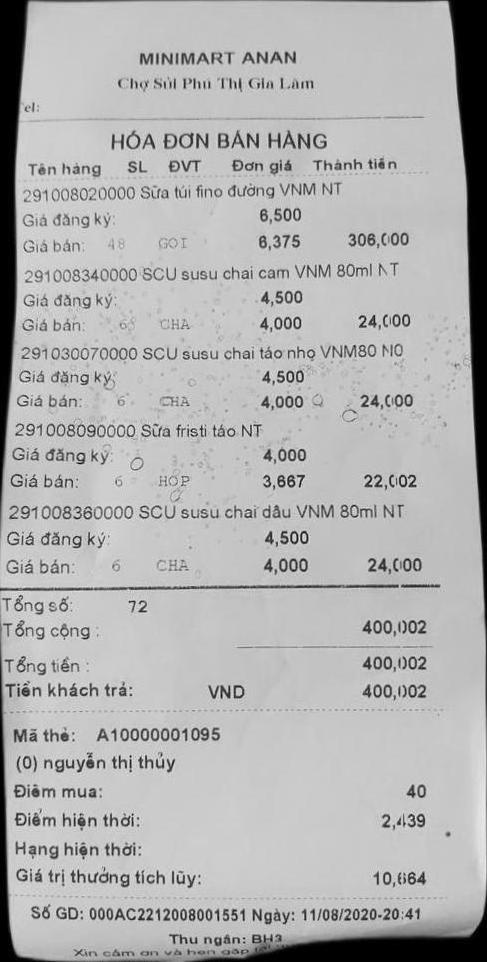 MINIMART ANAN
Chợ Sủi Phú Thị Gia Lâm
Tel:
HÓA ĐƠN BÁN HÀNG
Tên hàng SL ĐVT Đơn giá Thành tiền
291008020000 Sữa túi fino đường VNM NT
Giá đăng ký: 6,500
Giá bán: 48 GOI 6,375 306,000
291008340000 SCU susu chai cam VNM 80ml NT
Giá đăng ký: 4,500
Giá bán: 6 CHA 4,000 24,000
291030070000 SCU susu chai táo nho VNM80 N0
Giá đăng ký: 4,500
Giá bán: 6 CHA 4,000 24,000
291008090000 Sữa fristi táo NT
Giá đăng ký: 4,000
Giá bán: 6 HOP 3,667 22,002
291008360000 SCU susu chai dâu VNM 80ml NT
Giá đăng ký: 4,500
Giá bán: 6 CHA 4,000 24,000
Tổng số: 72
Tổng cộng : 400,002
Tổng tiền : 400,002
Tiền khách trả: VND 400,002
Mã thẻ: A10000001095
(0) nguyễn thị thủy
Điểm mua: 40
Điểm hiện thời: 2,439
Hạng hiện thời:
Giá trị thưởng tích lũy: 10,664
Số GD: 000AC2212008001551 Ngày: 11/08/2020-20:41
Thu ngân: BH3
Xin cảm ơn và hẹn gặp